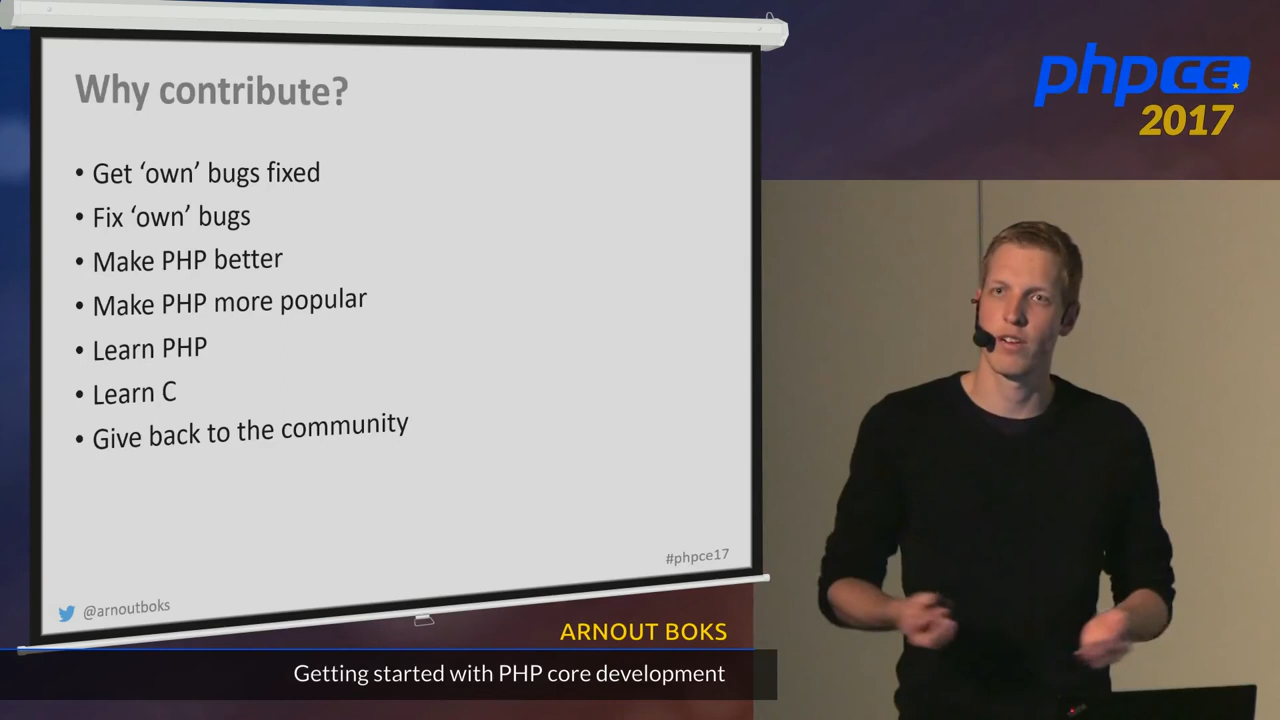 Why contribute?
• Get ‘own’ bugs fixed
• Fix ‘own’ bugs
• Make PHP better
• Make PHP more popular
• Learn PHP
• Learn C
• Give back to the community
#phpce17
@arnoutboks
phpce
2017
ARNOUT BOKS
Getting started with PHP core development